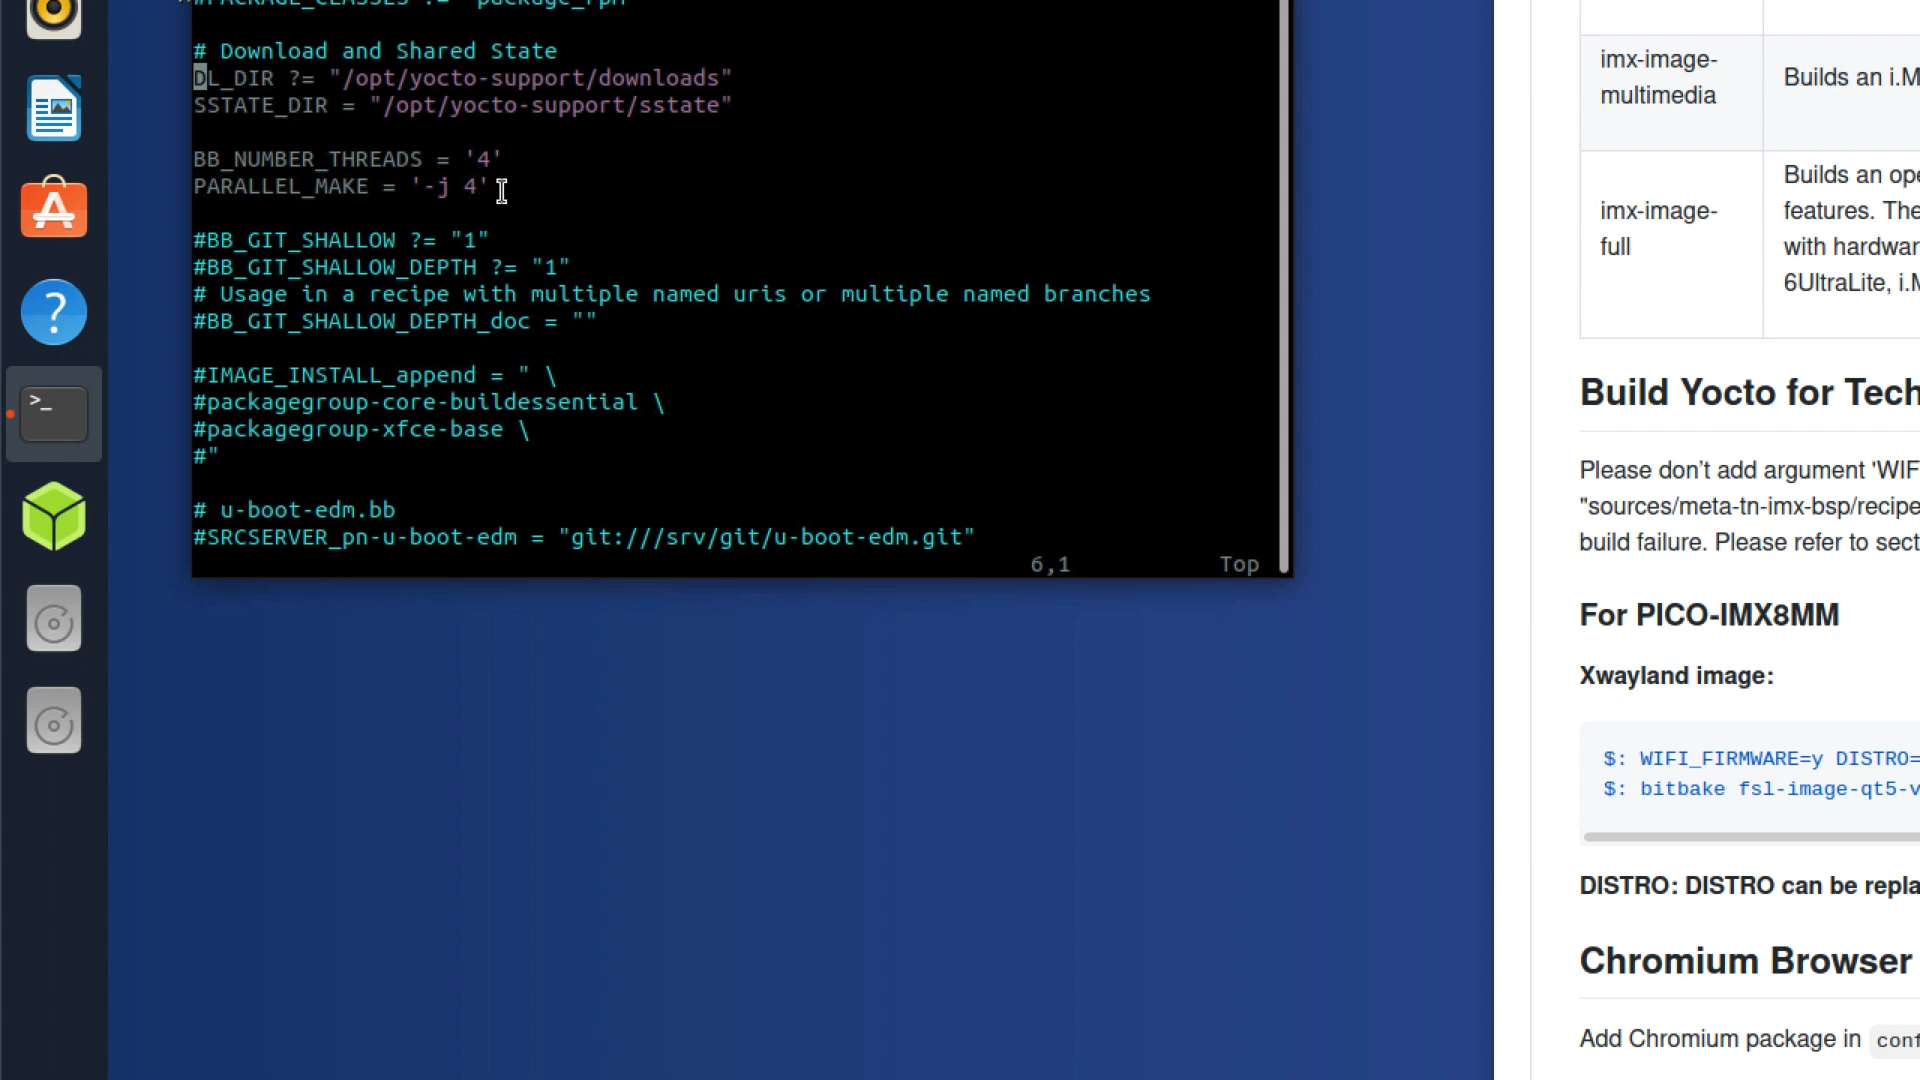 # Download and Shared State
DL_DIR ?= "/opt/yocto-support/downloads"
SSTATE_DIR = "/opt/yocto-support/sstate"
BB_NUMBER_THREADS = '4'
PARALLEL_MAKE = '-j 4'
#BB_GIT_SHALLOW ?= "1"
#BB_GIT_SHALLOW_DEPTH ?= "1"
# Usage in a recipe with multiple named uris or multiple named branches
#BB_GIT_SHALLOW_DEPTH_doc = ""
#IMAGE_INSTALL_append = " \
#packagegroup-core-buildessential \
#packagegroup-xfce-base \
#"
# u-boot-edm.bb
#SRCSERVER_pn-u-boot-edm = "git:///srv/git/u-boot-edm.git"
6,1 Top
>_
imx-image-
multimedia
Builds an i.M
imx-image-
full
Builds an ope
features. The
with hardwar
6UltraLite, i.M
Build Yocto for Tech
Please don’t add argument 'WIF
"sources/meta-tn-imx-bsp/recipe
build failure. Please refer to sect
For PICO-IMX8MM
Xwayland image:
$: WIFI_FIRMWARE=y DISTRO=
$: bitbake fsl-image-qt5-v
DISTRO: DISTRO can be repla
Chromium Browser
Add Chromium package in conf